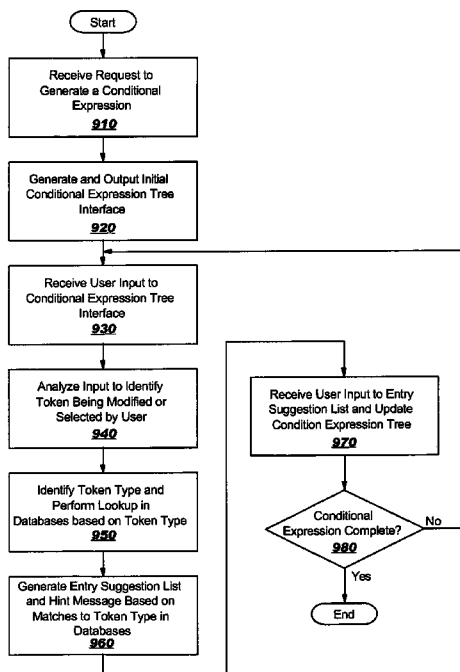 Start
Receive Request to
Generate a Conditional
Expression
910
Generate and Output Initial
Conditional Expression Tree
Interface
920
Receive User Input to
Conditional Expression Tree
Interface
930
Analyze Input to Identify
Token Being Modified or
Selected by User
940
Identify Token Type and
Perform Lookup in
Databases based on Token Type
950
Generate Entry Suggestion List
and Hint Message Based on
Matches to Token Type in
Databases
960
Receive User Input to Entry
Suggestion List and Update
Condition Expression Tree
970
Conditional
Expression Complete?
980
No
Yes
End